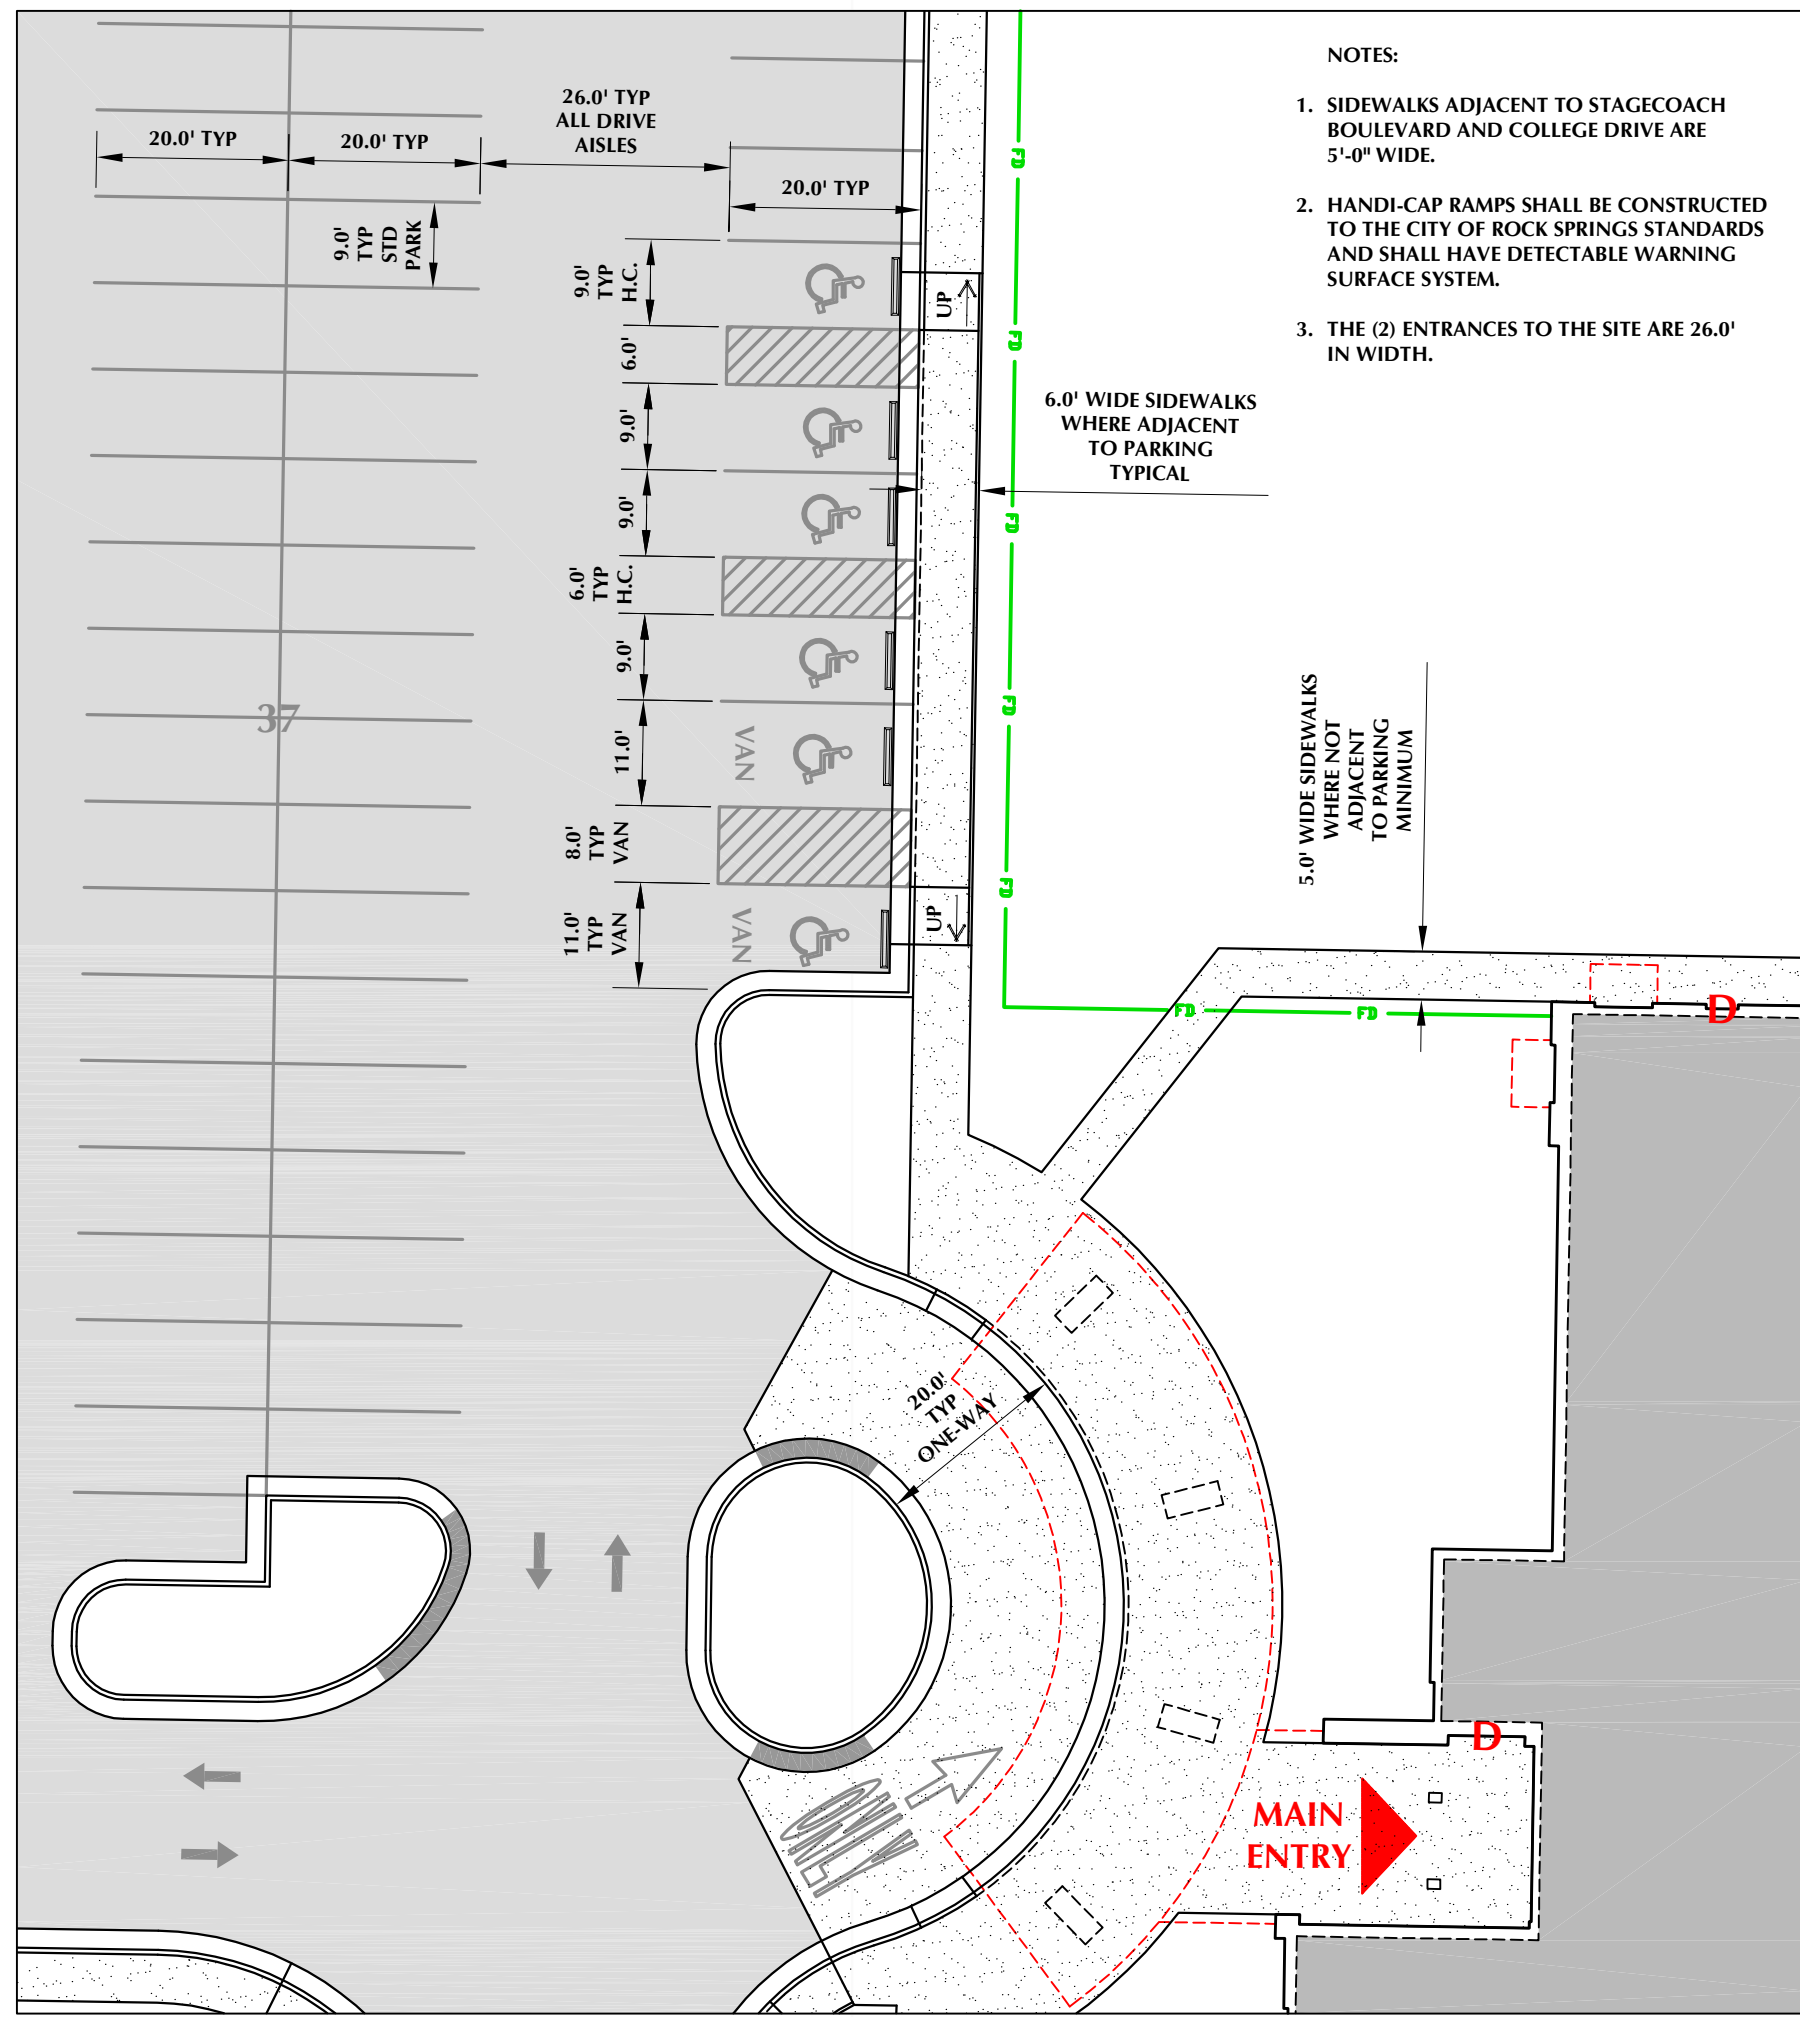 NOTES:
1. SIDEWALKS ADJACENT TO STAGECOACH
BOULEVARD AND COLLEGE DRIVE ARE
5'-0" WIDE.
2. HANDI-CAP RAMPS SHALL BE CONSTRUCTED
TO THE CITY OF ROCK SPRINGS STANDARDS
AND SHALL HAVE DETECTABLE WARNING
SURFACE SYSTEM.
3. THE (2) ENTRANCES TO THE SITE ARE 26.0'
IN WIDTH.
26.0' TYP
ALL DRIVE
AISLES
20.0' TYP
20.0' TYP
20.0' TYP
9.0'
TYP
STD
PARK
9.0'
TYP
H.C.
6.0'
9.0'
9.0'
6.0'
TYP
H.C.
9.0'
11.0'
8.0'
TYP
VAN
11.0'
TYP
VAN
VAN
VAN
UP
UP
37
FD
FD
FD
FD
FD
FD
FD
6.0' WIDE SIDEWALKS
WHERE ADJACENT
TO PARKING
TYPICAL
5.0' WIDE SIDEWALKS
WHERE NOT
ADJACENT
TO PARKING
MINIMUM
D
20.0'
TYP
ONE-WAY
D
ONLY
MAIN
ENTRY